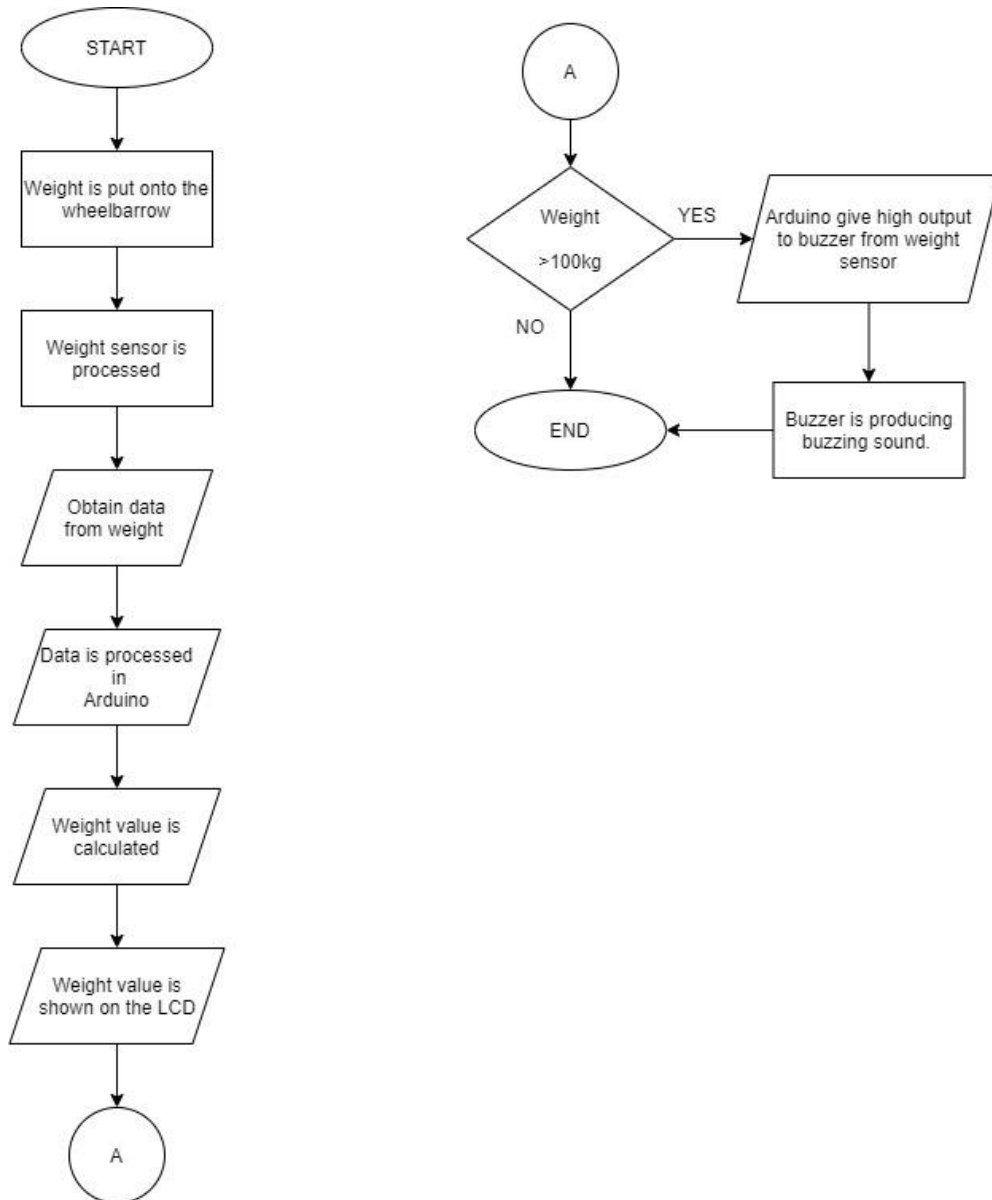 START
Weight is put onto the
wheelbarrow
Weight sensor is
processed
Obtain data
from weight
Data is processed
in
Arduino
Weight value is
calculated
Weight value is
shown on the LCD
A
A
Weight
>100kg
YES
NO
Arduino give high output
to buzzer from weight
sensor
Buzzer is producing
buzzing sound.
END